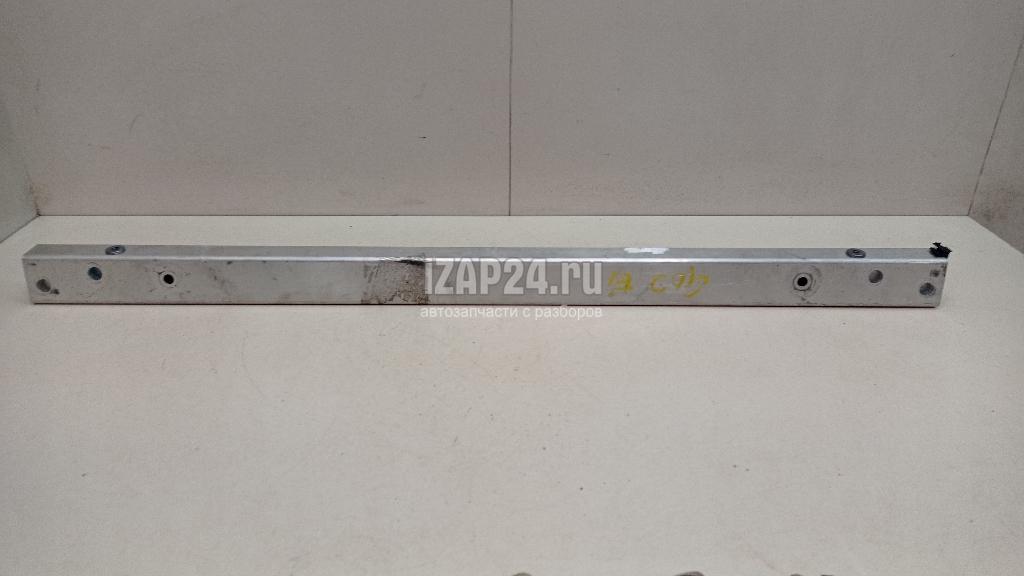 IZAP24.ru
автозапчасти с разборов